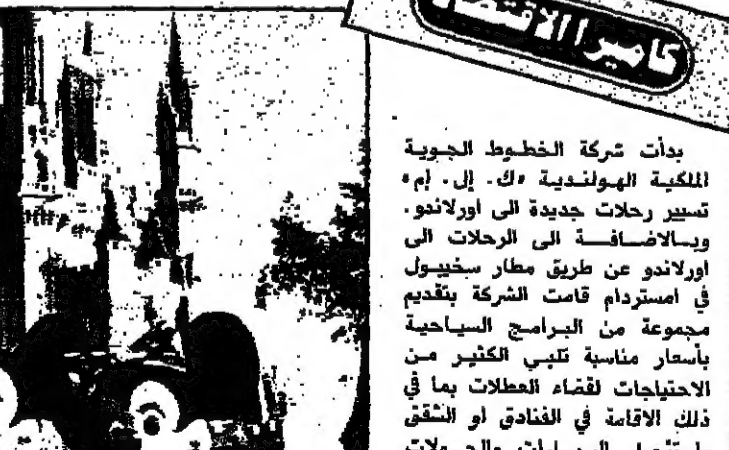 كاميرا الاقتصاد
بدأت شركة الخطوط الجوية
الملكية الهولندية «ك. إل. إم»
تسيير رحلات جديدة الى اورلاندو.
وبالاضافة الى الرحلات الى
اورلاندو عن طريق مطار سخيبول
في امستردام قامت الشركة بتقديم
مجموعة من البرامج السياحية
بأسعار مناسبة تلبي الكثير من
الاحتياجات لقضاء العطلات بما في
ذلك الاقامة في الفنادق او الشقق